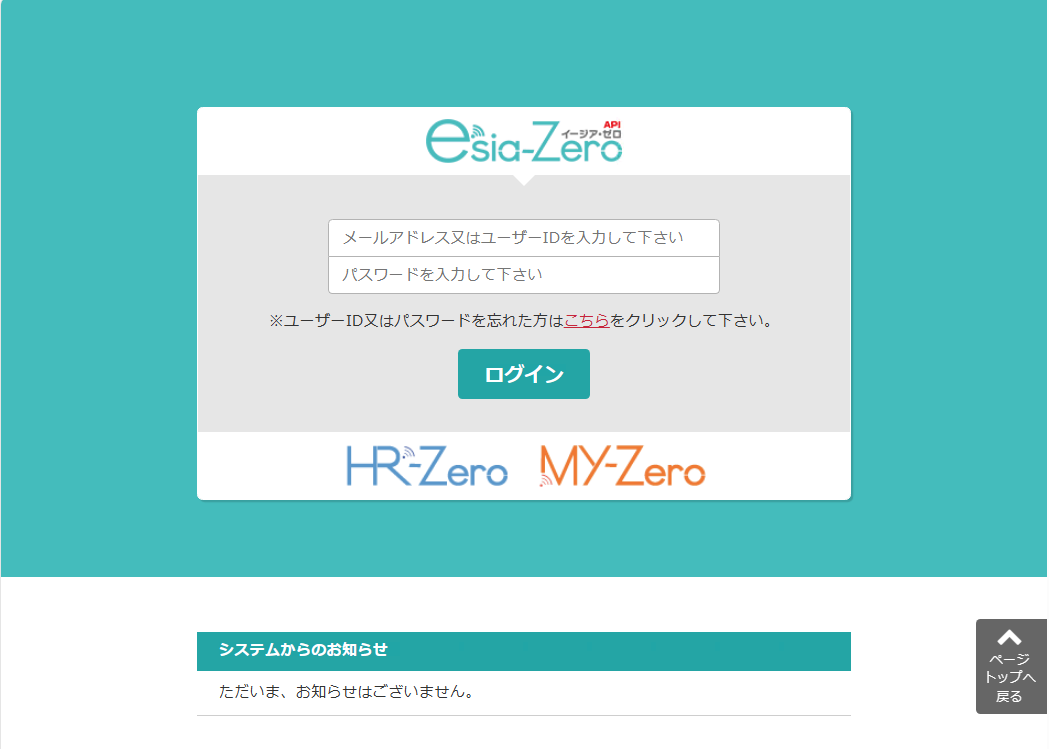 esia-Zero
API
イージア・ゼロ
メールアドレス又はユーザーIDを入力して下さい
パスワードを入力して下さい
※ユーザーID又はパスワードを忘れた方はこちらをクリックして下さい。
ログイン
HR-Zero MY-Zero
システムからのお知らせ
ただいま、お知らせはございません。
ページ
トップへ
戻る